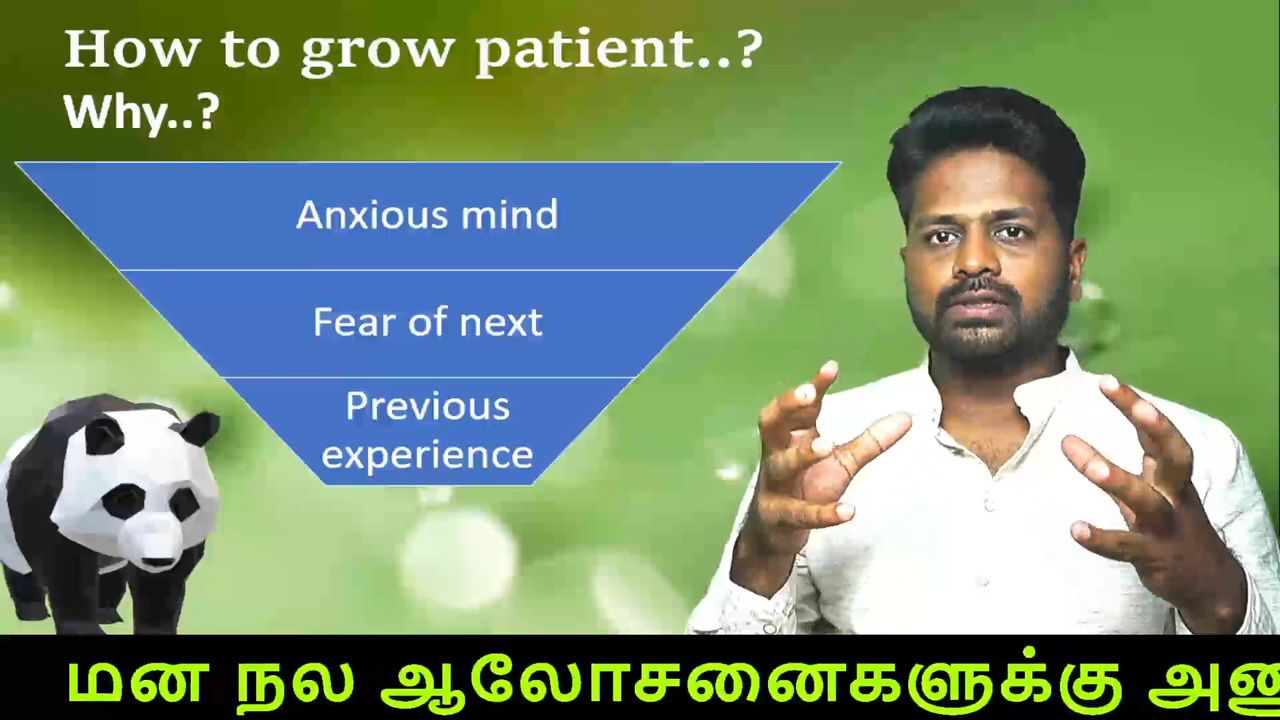 How to grow patient..?
Why..?
Anxious mind
Fear of next
Previous
experience
மன நல ஆலோசனைகளுக்கு